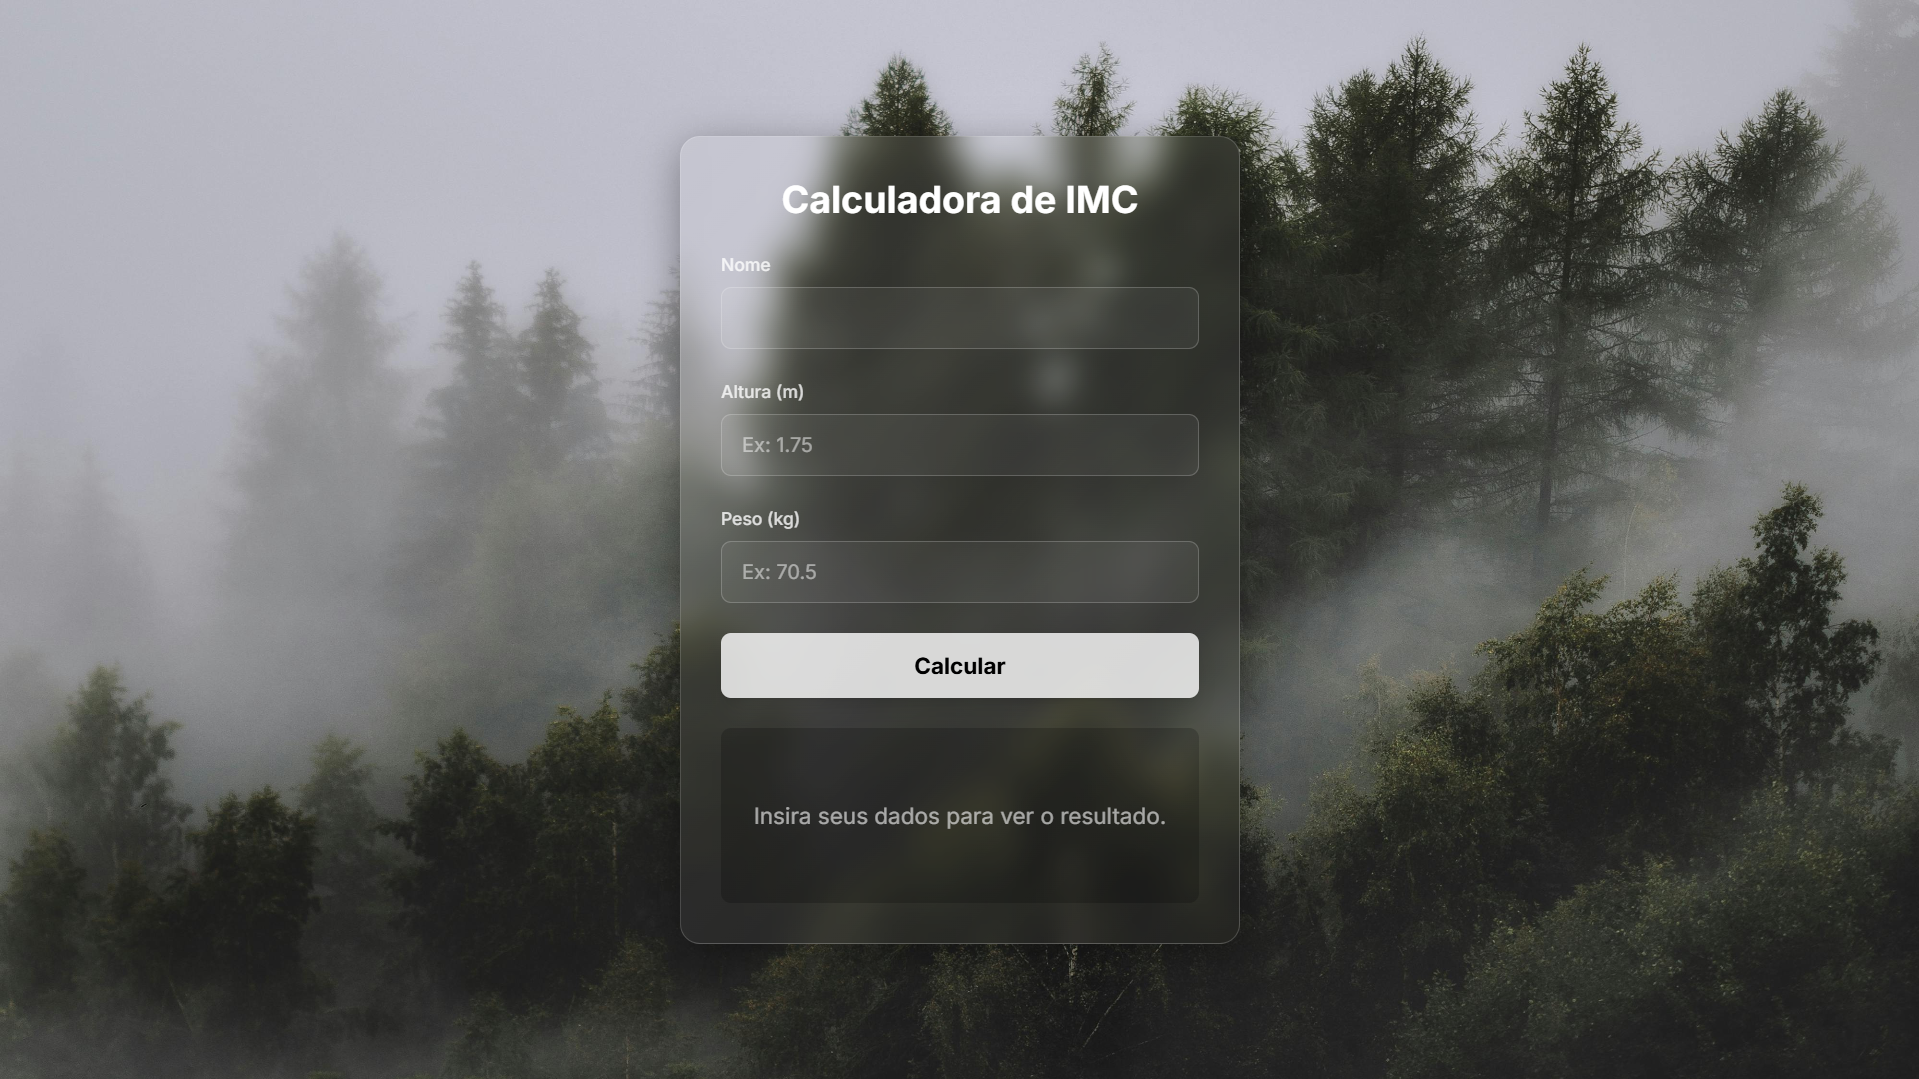 Calculadora de IMC
Nome
Altura (m)
Ex: 1.75
Peso (kg)
Ex: 70.5
Calcular
Insira seus dados para ver o resultado.